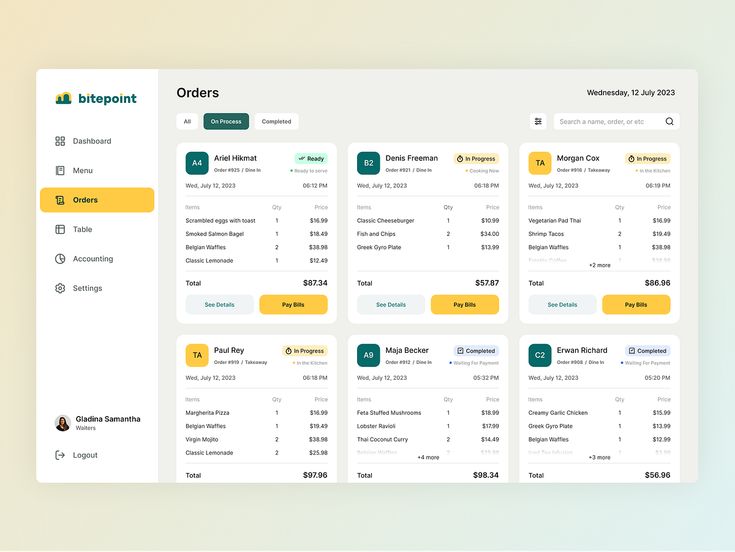 bitepoint
Dashboard
Menu
Orders
Table
Accounting
Settings
Gladina Samantha
Waiters
Logout
Orders
Wednesday, 12 July 2023
All
On Process
Completed
Search a name, order, or etc
A4
Ariel Hikmat
Ready
Order #925 / Dine In
Ready to serve
Wed, July 12, 2023
06:12 PM
Items Qty Price
Scrambled eggs with toast 1 $16.99
Smoked Salmon Bagel 1 $18.49
Belgian Waffles 2 $38.98
Classic Lemonade 1 $12.49
Total $87.34
See Details
Pay Bills
B2
Denis Freeman
In Progress
Order #921 / Dine In
Cooking Now
Wed, July 12, 2023
06:18 PM
Items Qty Price
Classic Cheeseburger 1 $10.99
Fish and Chips 2 $34.00
Greek Gyro Plate 1 $13.99
Total $57.87
See Details
Pay Bills
TA
Morgan Cox
In Progress
Order #916 / Takeaway
In the Kitchen
Wed, July 12, 2023
06:19 PM
Items Qty Price
Vegetarian Pad Thai 1 $16.99
Shrimp Tacos 2 $19.49
Belgian Waffles 1 $38.98
+2 more
Total $86.96
See Details
Pay Bills
TA
Paul Rey
In Progress
Order #919 / Takeaway
In the Kitchen
Wed, July 12, 2023
06:18 PM
Items Qty Price
Margherita Pizza 1 $16.99
Belgian Waffles 1 $19.49
Virgin Mojito 2 $38.98
Classic Lemonade 2 $25.98
Total $97.96
A9
Maja Becker
Completed
Order #912 / Dine In
Waiting For Payment
Wed, July 12, 2023
05:32 PM
Items Qty Price
Feta Stuffed Mushrooms 1 $18.99
Lobster Ravioli 1 $17.99
Thai Coconut Curry 2 $14.49
+4 more
Total $98.34
C2
Erwan Richard
Completed
Order #908 / Dine In
Waiting For Payment
Wed, July 12, 2023
05:20 PM
Items Qty Price
Creamy Garlic Chicken 1 $15.99
Greek Gyro Plate 1 $13.99
Belgian Waffles 1 $12.99
+3 more
Total $56.96